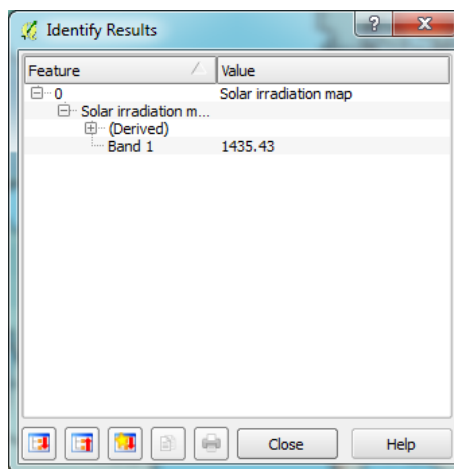 Identify Results
? X
Feature Value
0 Solar irradiation map
Solar irradiation m...
(Derived)
Band 1 1435.43
Close Help